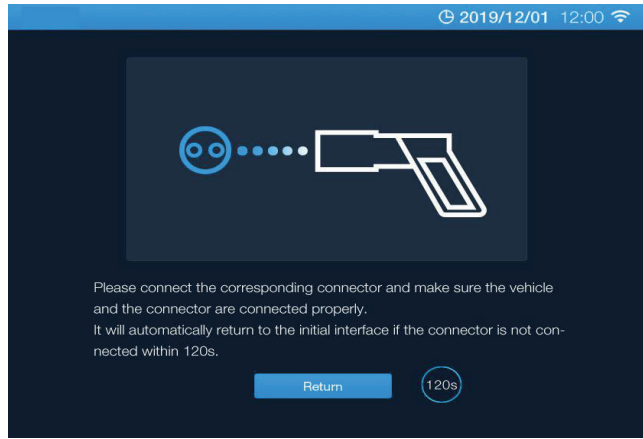 2019/12/01 12:00
Please connect the corresponding connector and make sure the vehicle
and the connector are connected properly.
It will automatically return to the initial interface if the connector is not con-
nected within 120s.
Return 120s